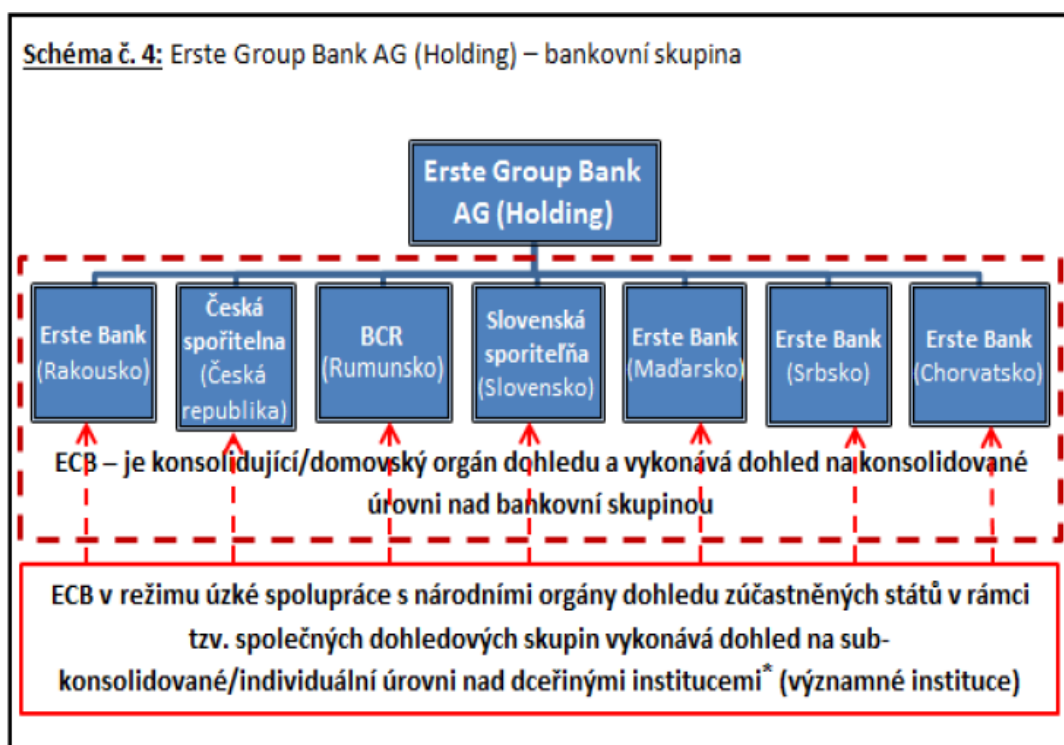 Schéma č. 4: Erste Group Bank AG (Holding) – bankovní skupina
Erste Group Bank
AG (Holding)
Erste Bank
(Rakousko)
Česká
spořitelna
(Česká
republika)
BCR
(Rumunsko)
Slovenská
sporiteľňa
(Slovensko)
Erste Bank
(Maďarsko)
Erste Bank
(Srbsko)
Erste Bank
(Chorvatsko)
ECB – je konsolidující/domovský orgán dohledu a vykonává dohled na konsolidované
úrovni nad bankovní skupinou
ECB v režimu úzké spolupráce s národními orgány dohledu zúčastněných států v rámci
tzv. společných dohledových skupin vykonává dohled na sub-
konsolidované/individuální úrovni nad dceřinými institucemi* (významné instituce)